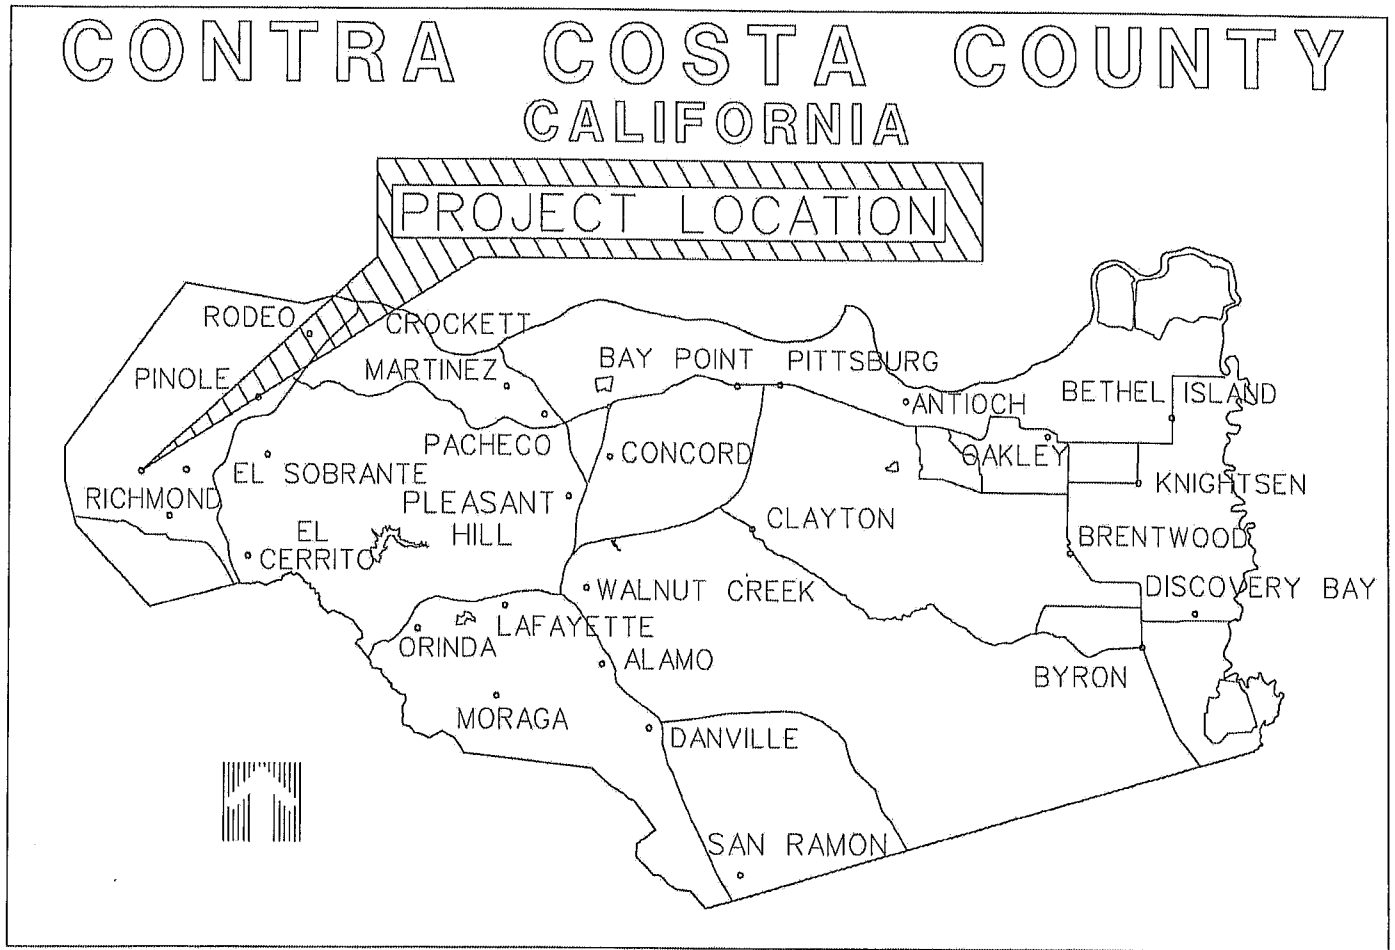 CONTRA COSTA COUNTY
CALIFORNIA
PROJECT LOCATION
RODEO
CROCKETT
PINOLE
MARTINEZ
BAY POINT
PITTSBURG
BETHEL ISLAND
ANTIOCH
PACHECO
CONCORD
OAKLEY
EL SOBRANTE
RICHMOND
PLEASANT
HILL
KNIGHTSEN
CLAYTON
EL
CERRITO
BRENTWOOD
WALNUT CREEK
DISCOVERY BAY
LAFAYETTE
ORINDA
ALAMO
BYRON
MORAGA
DANVILLE
SAN RAMON